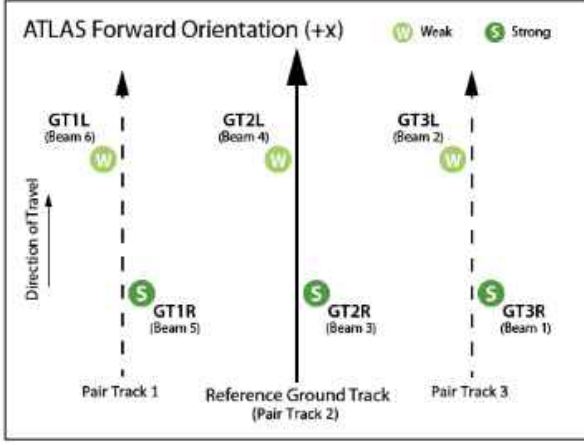 ATLAS Forward Orientation (+x)
W Weak
S Strong
GT1L
(Beam 6)
W
GT2L
(Beam 4)
W
GT3L
(Beam 2)
W
Direction of Travel
S
GT1R
(Beam 5)
S
GT2R
(Beam 3)
S
GT3R
(Beam 1)
Pair Track 1
Reference Ground Track
(Pair Track 2)
Pair Track 3